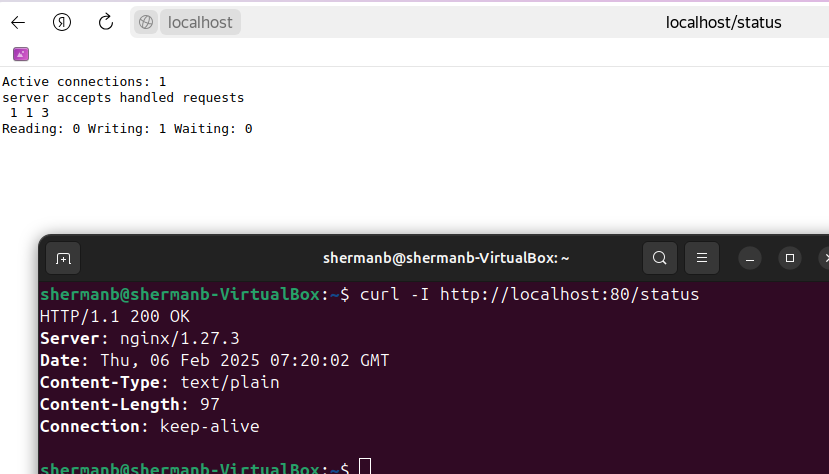 Я localhost localhost/status
Active connections: 1
server accepts handled requests
1 1 3
Reading: 0 Writing: 1 Waiting: 0
shermanb@shermanb-VirtualBox: ~
shermanb@shermanb-VirtualBox:~$ curl -I http://localhost:80/status
HTTP/1.1 200 OK
Server: nginx/1.27.3
Date: Thu, 06 Feb 2025 07:20:02 GMT
Content-Type: text/plain
Content-Length: 97
Connection: keep-alive
shermanb@shermanb-VirtualBox:~$